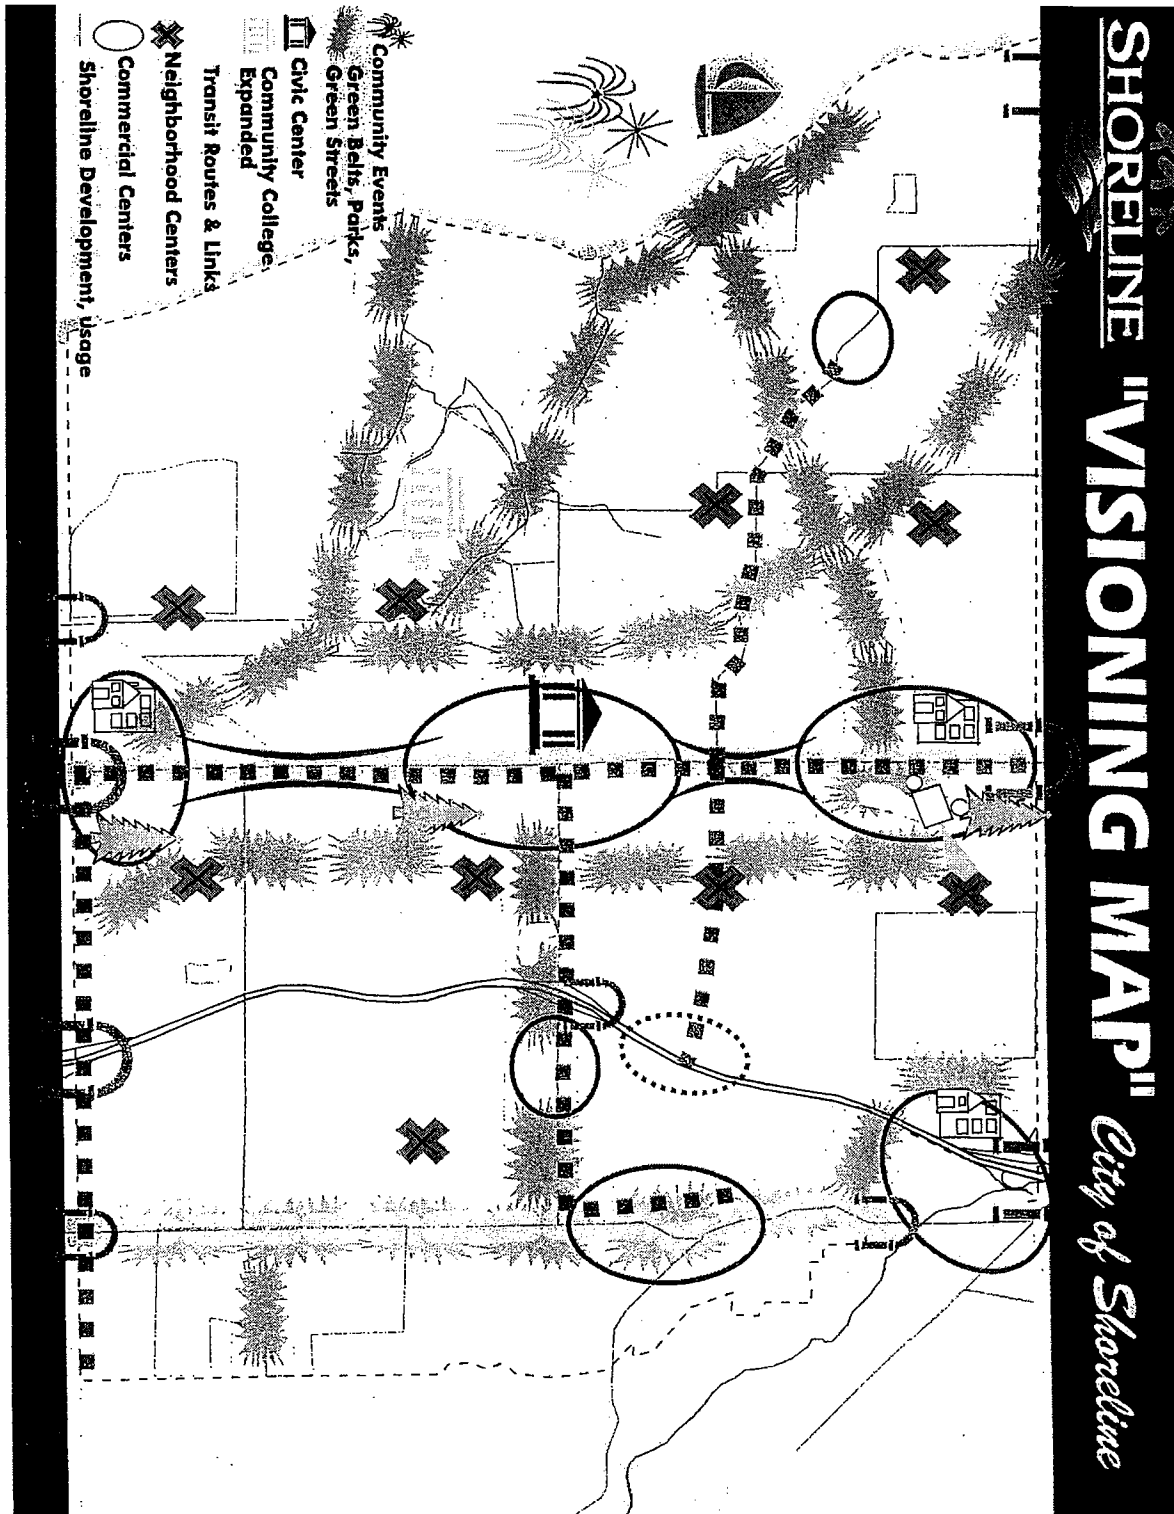 SHORELINE "VISIONING MAP" City of Shoreline
Community Events
Green Belts, Parks,
Green Streets
Civic Center
Community College
Expanded
Transit Routes & Links
Neighborhood Centers
Commercial Centers
Shoreline Development, usage